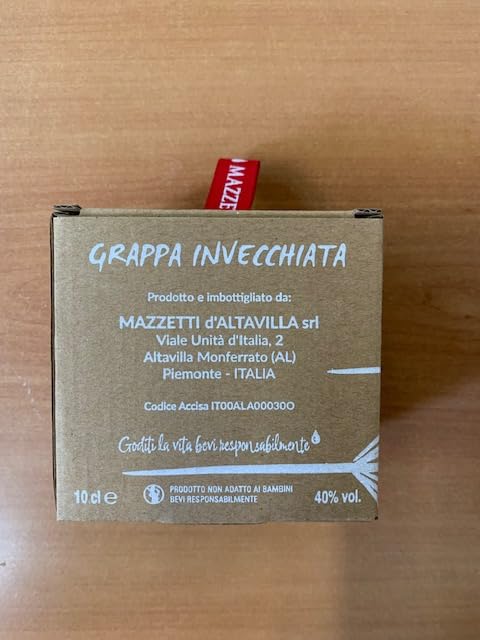 MAZZE
GRAPPA INVECCHIATA
Prodotto e imbottigliato da:
MAZZETTI d'ALTAVILLA srl
Viale Unità d'Italia, 2
Altavilla Monferrato (AL)
Piemonte - ITALIA
Codice Accisa IT00ALA00030O
Goditi la vita bevi responsabilmente
10 cl e
PRODOTTO NON ADATTO AI BAMBINI
BEVI RESPONSABILMENTE
40% vol.